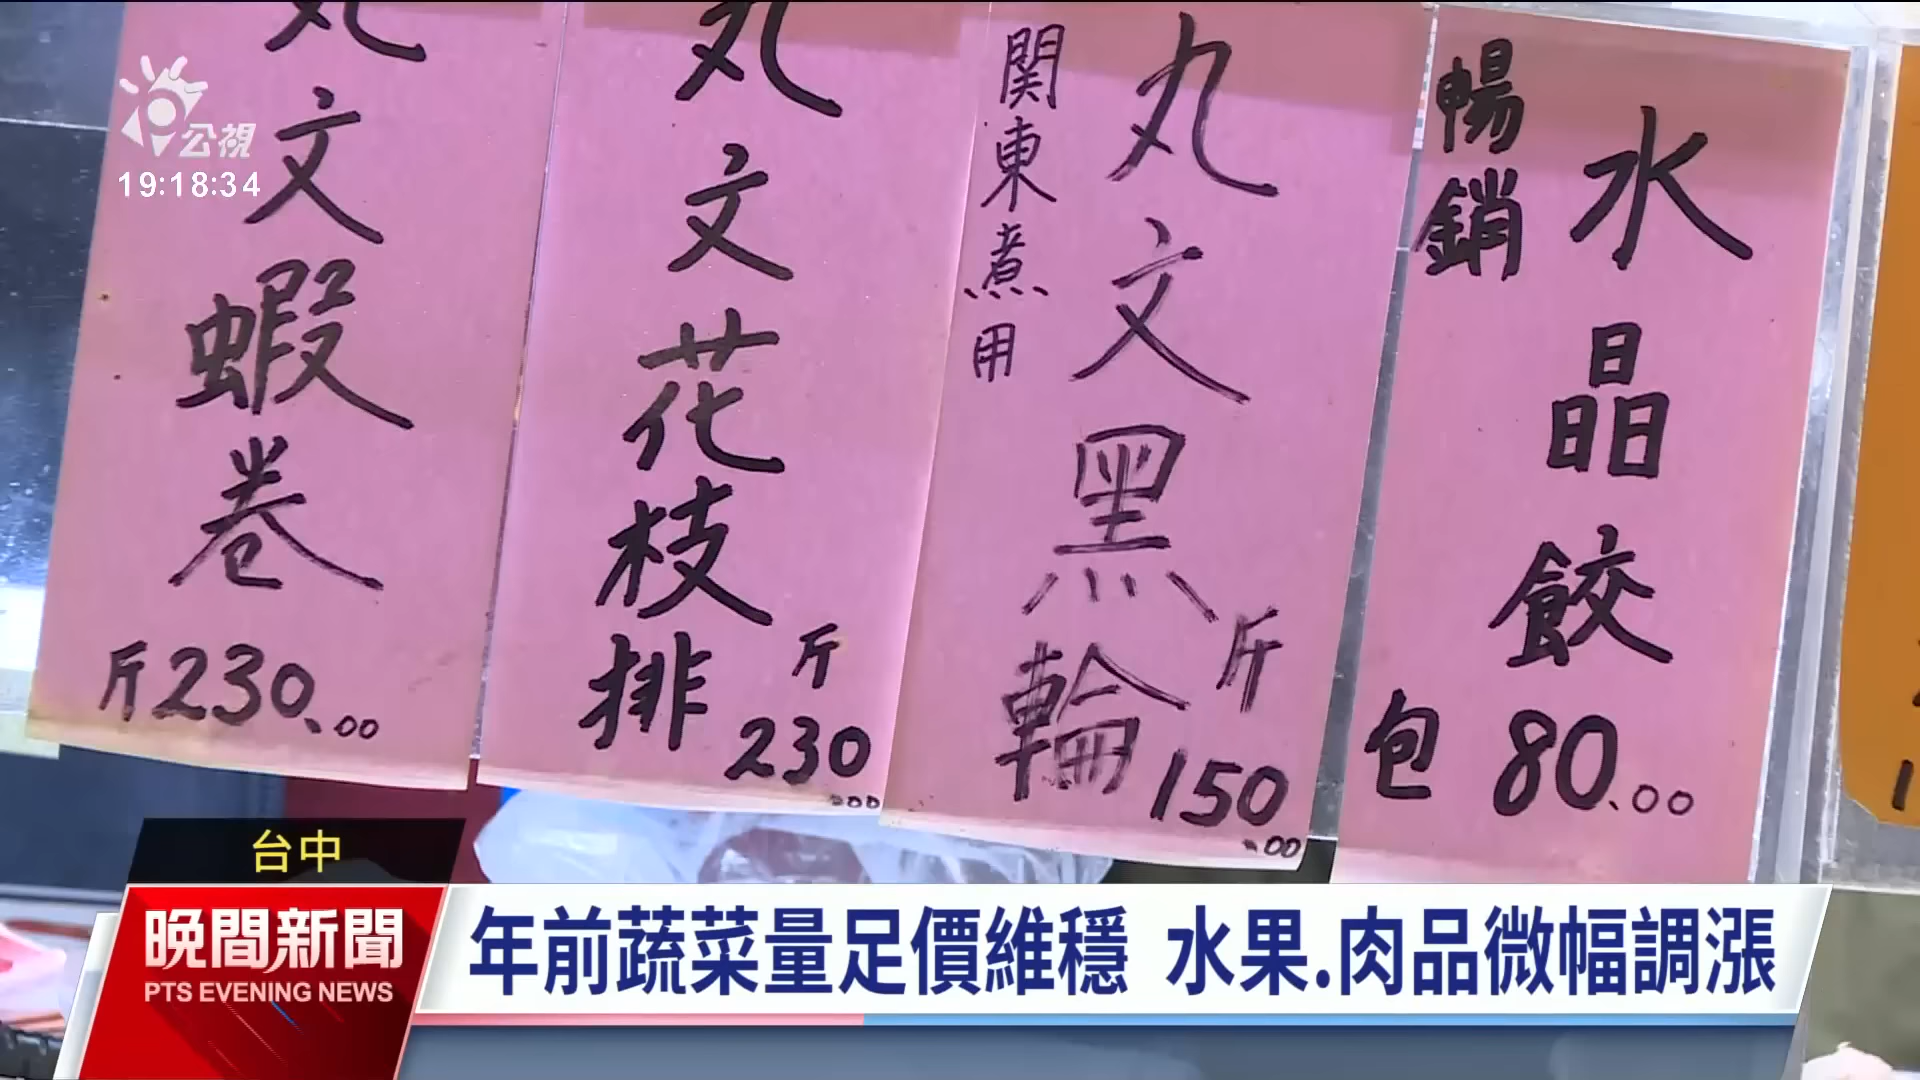 公視
19:18:34
丸文蝦卷
斤230.00
丸文花枝排
斤
230
.00
関東煮用
丸文黑輪
斤
150
.00
暢銷
水晶餃
包 80.00
台中
晚間新聞
PTS EVENING NEWS
年前蔬菜量足價維穩 水果.肉品微幅調漲